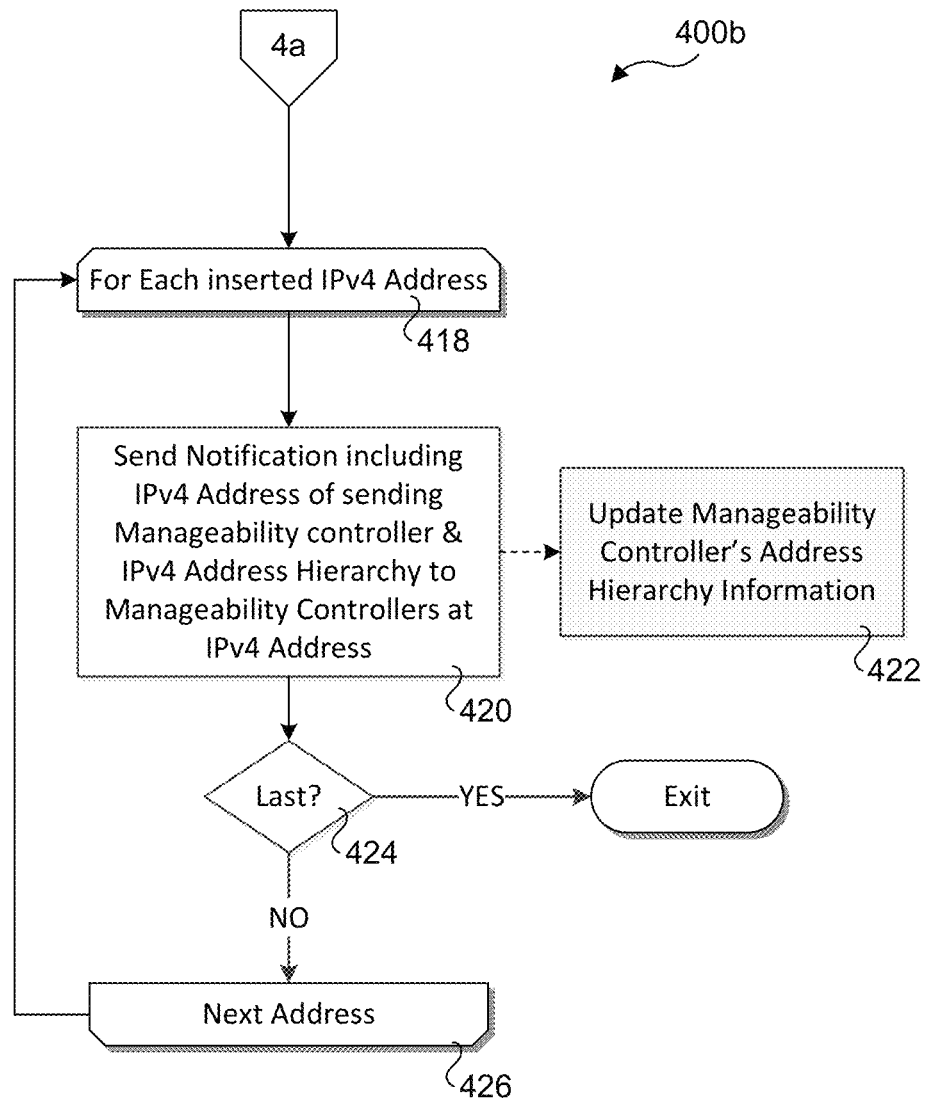 4a
400b
For Each inserted IPv4 Address
418
Send Notification including
IPv4 Address of sending
Manageability controller &
IPv4 Address Hierarchy to
Manageability Controllers at
IPv4 Address
420
Update Manageability
Controller's Address
Hierarchy Information
422
Last?
424
YES
Exit
NO
Next Address
426